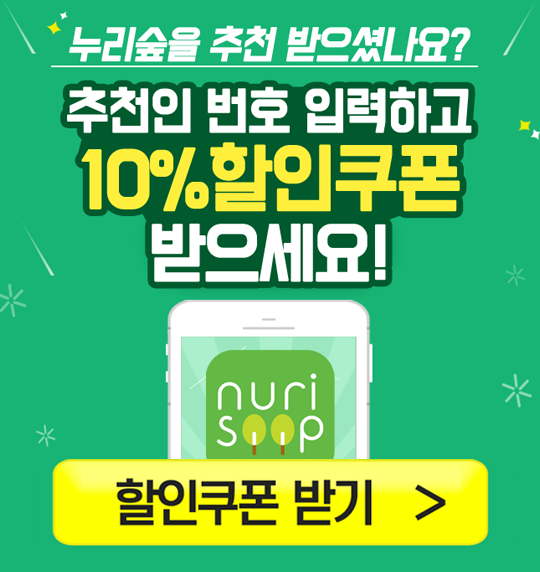 누리숲을 추천 받으셨나요?
추천인 번호 입력하고
10%할인쿠폰
받으세요!
nuri
soop
할인쿠폰 받기 >